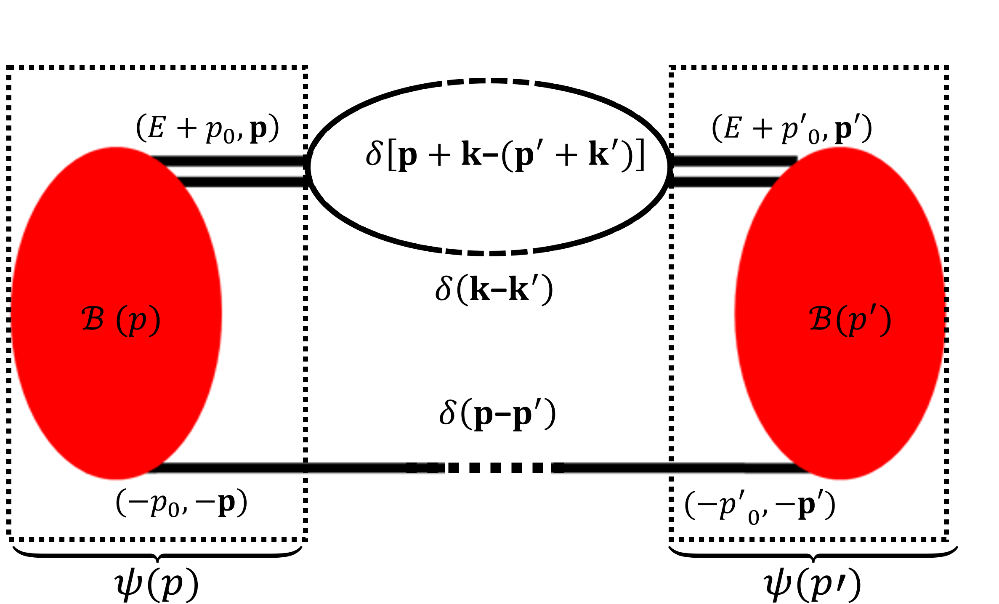 (E + p₀, 𝐩)
(E + p′₀, 𝐩′)
δ[𝐩 + 𝐤–(𝐩′ + 𝐤′)]
δ(𝐤–𝐤′)
ℬ (p)
ℬ(p′)
δ(𝐩–𝐩′)
(−p₀, −𝐩)
(−p′₀, −𝐩′)
ψ(p)
ψ(p′)